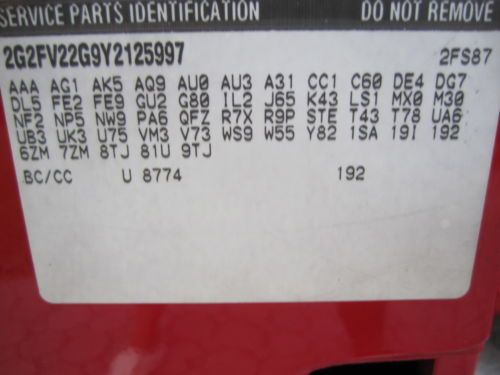 SERVICE PARTS IDENTIFICATION DO NOT REMOVE
2G2FV22G9Y2125997 2FS87
AAA AG1 AK5 AQ9 AU0 AU3 A31 CC1 C60 DE4 DG7
DL5 FE2 FE9 GU2 G80 IL2 J65 K43 LS1 MX0 M30
NF2 NP5 NW9 PA6 QFZ R7X R9P STE T43 T78 UA6
UB3 UK3 U75 VM3 V73 WS9 W55 Y82 1SA 19I 192
6ZM 7ZM 8TJ 81U 9TJ
BC/CC U 8774 192